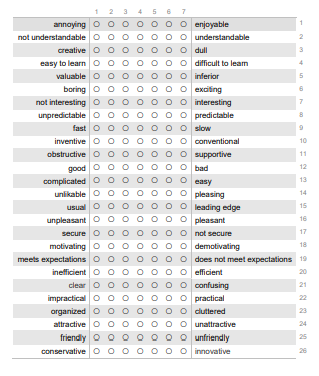 1 2 3 4 5 6 7
annoying enjoyable 1
not understandable understandable 2
creative dull 3
easy to learn difficult to learn 4
valuable inferior 5
boring exciting 6
not interesting interesting 7
unpredictable predictable 8
fast slow 9
inventive conventional 10
obstructive supportive 11
good bad 12
complicated easy 13
unlikable pleasing 14
usual leading edge 15
unpleasant pleasant 16
secure not secure 17
motivating demotivating 18
meets expectations does not meet expectations 19
inefficient efficient 20
clear confusing 21
impractical practical 22
organized cluttered 23
attractive unattractive 24
friendly unfriendly 25
conservative innovative 26